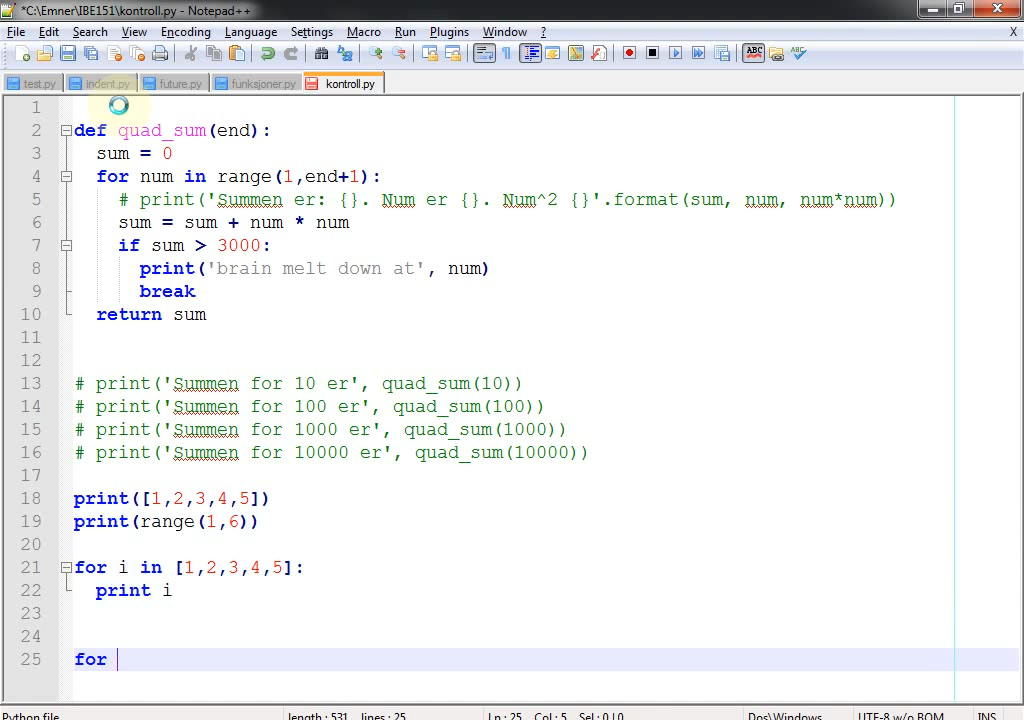 *C:\Emner\IBE151\kontroll.py - Notepad++
File Edit Search View Encoding Language Settings Macro Run Plugins Window ? X
test.py indent.py future.py funksjoner.py kontroll.py
1
2 def quad_sum(end):
3 sum = 0
4 for num in range(1,end+1):
5 # print('Summen er: {}. Num er {}. Num^2 {}'.format(sum, num, num*num))
6 sum = sum + num * num
7 if sum > 3000:
8 print('brain melt down at', num)
9 break
10 return sum
11
12
13 # print('Summen for 10 er', quad_sum(10))
14 # print('Summen for 100 er', quad_sum(100))
15 # print('Summen for 1000 er', quad_sum(1000))
16 # print('Summen for 10000 er', quad_sum(10000))
17
18 print([1,2,3,4,5])
19 print(range(1,6))
20
21 for i in [1,2,3,4,5]:
22 print i
23
24
25 for
Python file length : 531 lines : 25 Ln : 25 Col : 5 Sel : 0 | 0 Dos\Windows UTF-8 w/o BOM INS